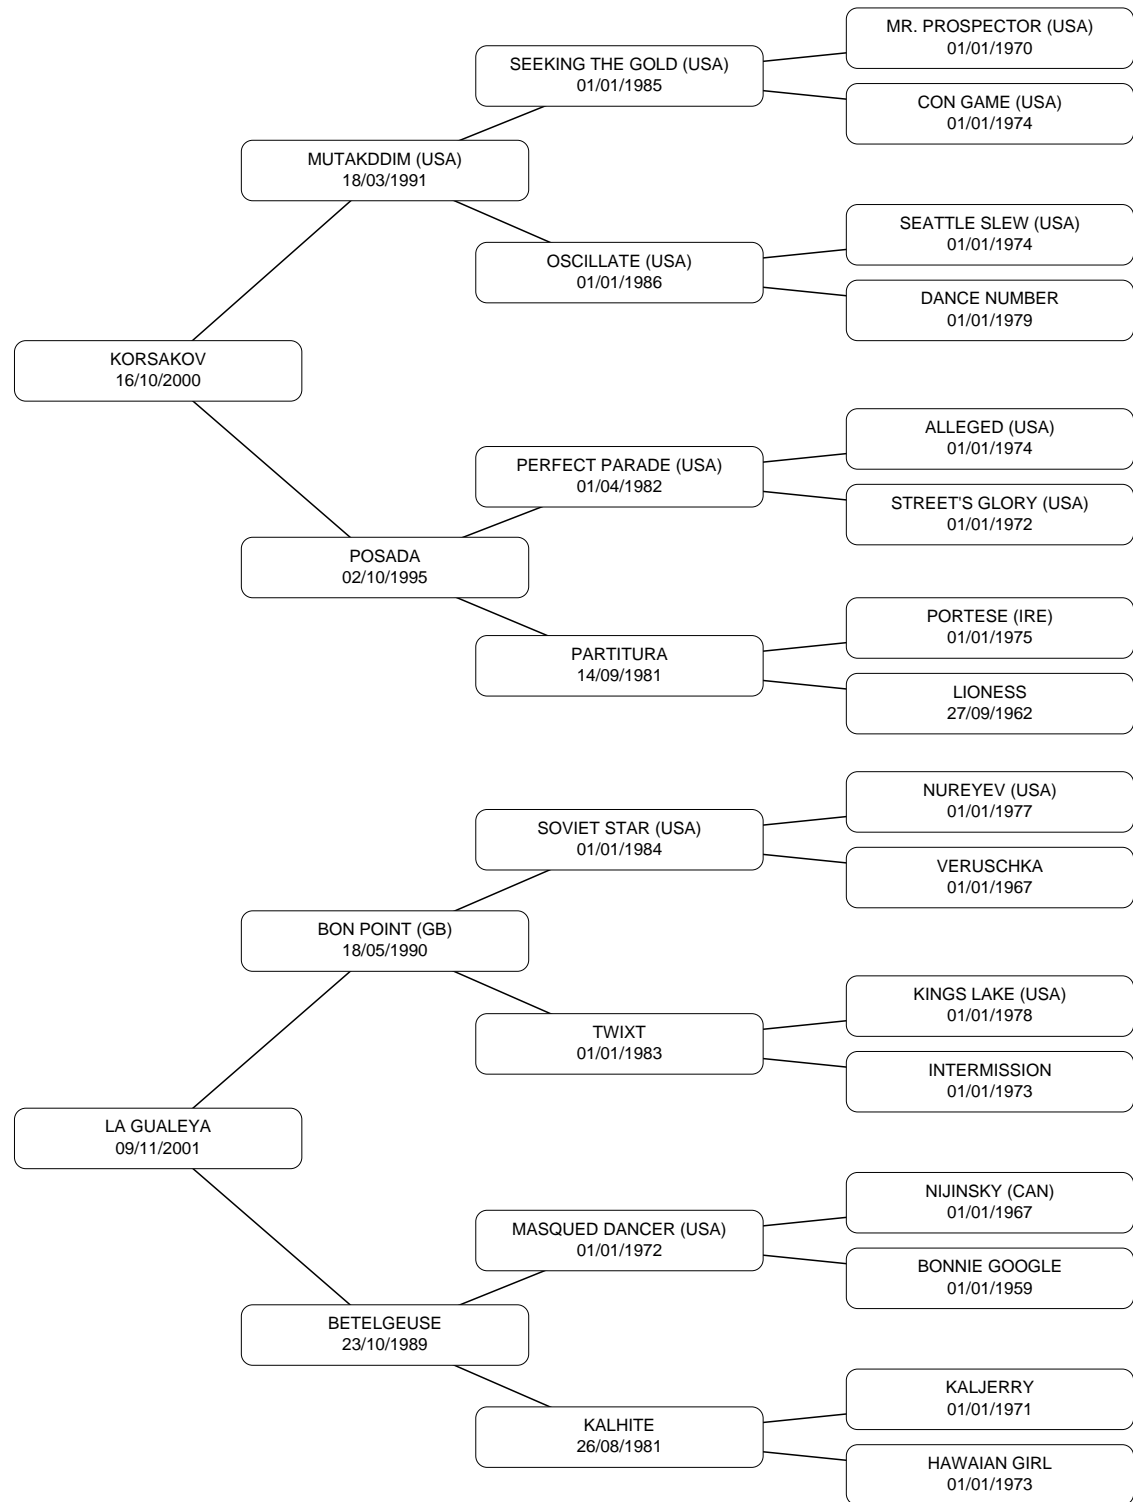 MR. PROSPECTOR (USA)
01/01/1970
SEEKING THE GOLD (USA)
01/01/1985
CON GAME (USA)
01/01/1974
MUTAKDDIM (USA)
18/03/1991
SEATTLE SLEW (USA)
01/01/1974
OSCILLATE (USA)
01/01/1986
DANCE NUMBER
01/01/1979
KORSAKOV
16/10/2000
ALLEGED (USA)
01/01/1974
PERFECT PARADE (USA)
01/04/1982
STREET'S GLORY (USA)
01/01/1972
POSADA
02/10/1995
PORTESE (IRE)
01/01/1975
PARTITURA
14/09/1981
LIONESS
27/09/1962
NUREYEV (USA)
01/01/1977
SOVIET STAR (USA)
01/01/1984
VERUSCHKA
01/01/1967
BON POINT (GB)
18/05/1990
KINGS LAKE (USA)
01/01/1978
TWIXT
01/01/1983
INTERMISSION
01/01/1973
LA GUALEYA
09/11/2001
NIJINSKY (CAN)
01/01/1967
MASQUED DANCER (USA)
01/01/1972
BONNIE GOOGLE
01/01/1959
BETELGEUSE
23/10/1989
KALJERRY
01/01/1971
KALHITE
26/08/1981
HAWAIAN GIRL
01/01/1973